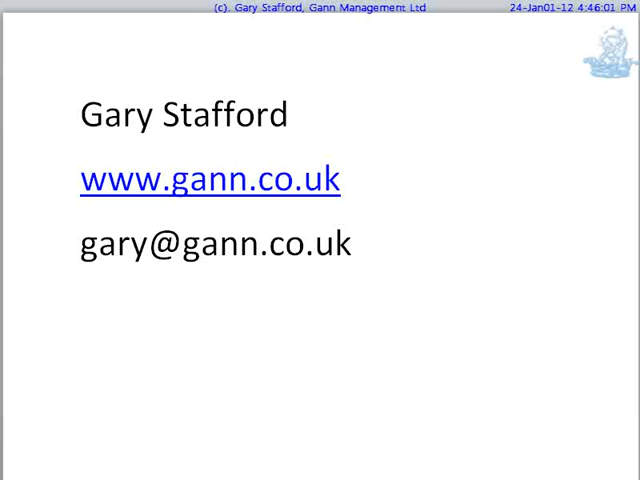 (c). Gary Stafford, Gann Management Ltd 24-Jan01-12 4:46:01 PM
Gary Stafford
www.gann.co.uk
gary@gann.co.uk